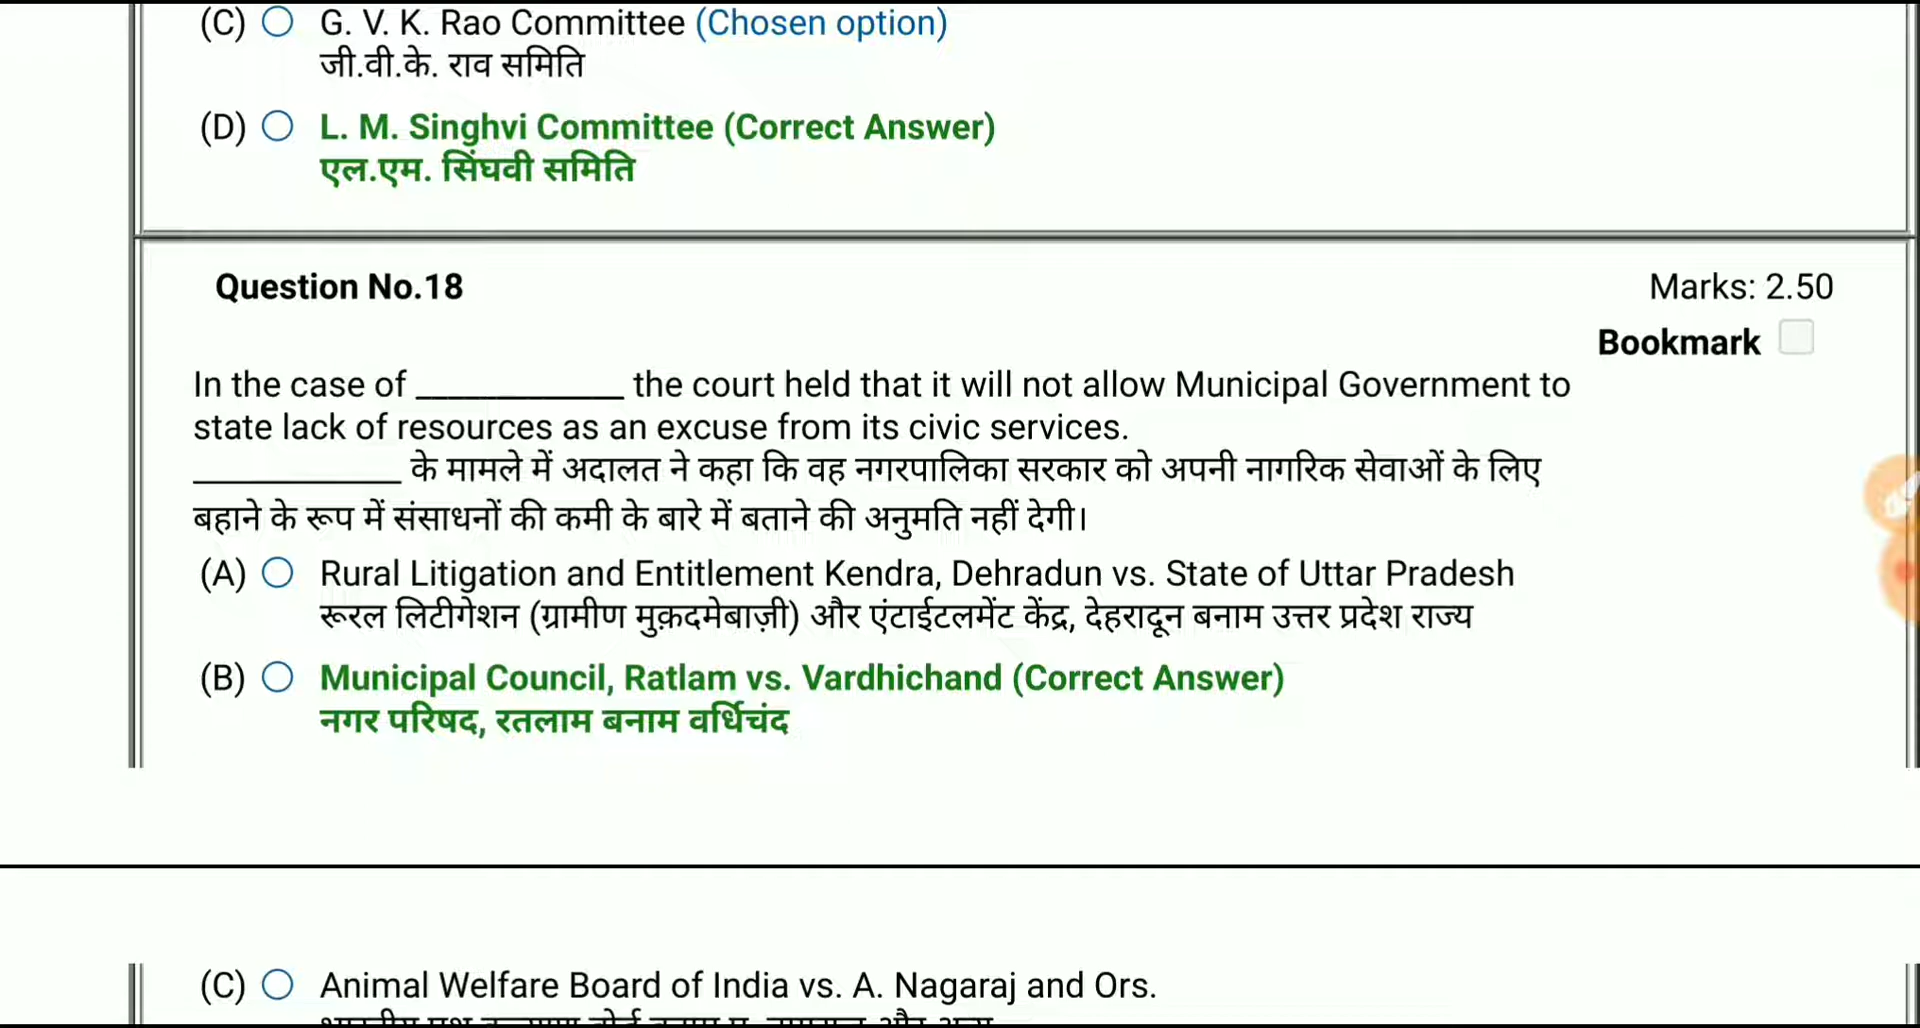 (C) G. V. K. Rao Committee (Chosen option)
जी.वी.के. राव समिति
(D) L. M. Singhvi Committee (Correct Answer)
एल.एम. सिंघवी समिति
Question No.18
Marks: 2.50
Bookmark
In the case of ____________ the court held that it will not allow Municipal Government to
state lack of resources as an excuse from its civic services.
____________ के मामले में अदालत ने कहा कि वह नगरपालिका सरकार को अपनी नागरिक सेवाओं के लिए
बहाने के रूप में संसाधनों की कमी के बारे में बताने की अनुमति नहीं देगी।
(A) Rural Litigation and Entitlement Kendra, Dehradun vs. State of Uttar Pradesh
रूरल लिटीगेशन (ग्रामीण मुक़दमेबाज़ी) और एंटाईटलमेंट केंद्र, देहरादून बनाम उत्तर प्रदेश राज्य
(B) Municipal Council, Ratlam vs. Vardhichand (Correct Answer)
नगर परिषद, रतलाम बनाम वर्धिचंद
(C) Animal Welfare Board of India vs. A. Nagaraj and Ors.